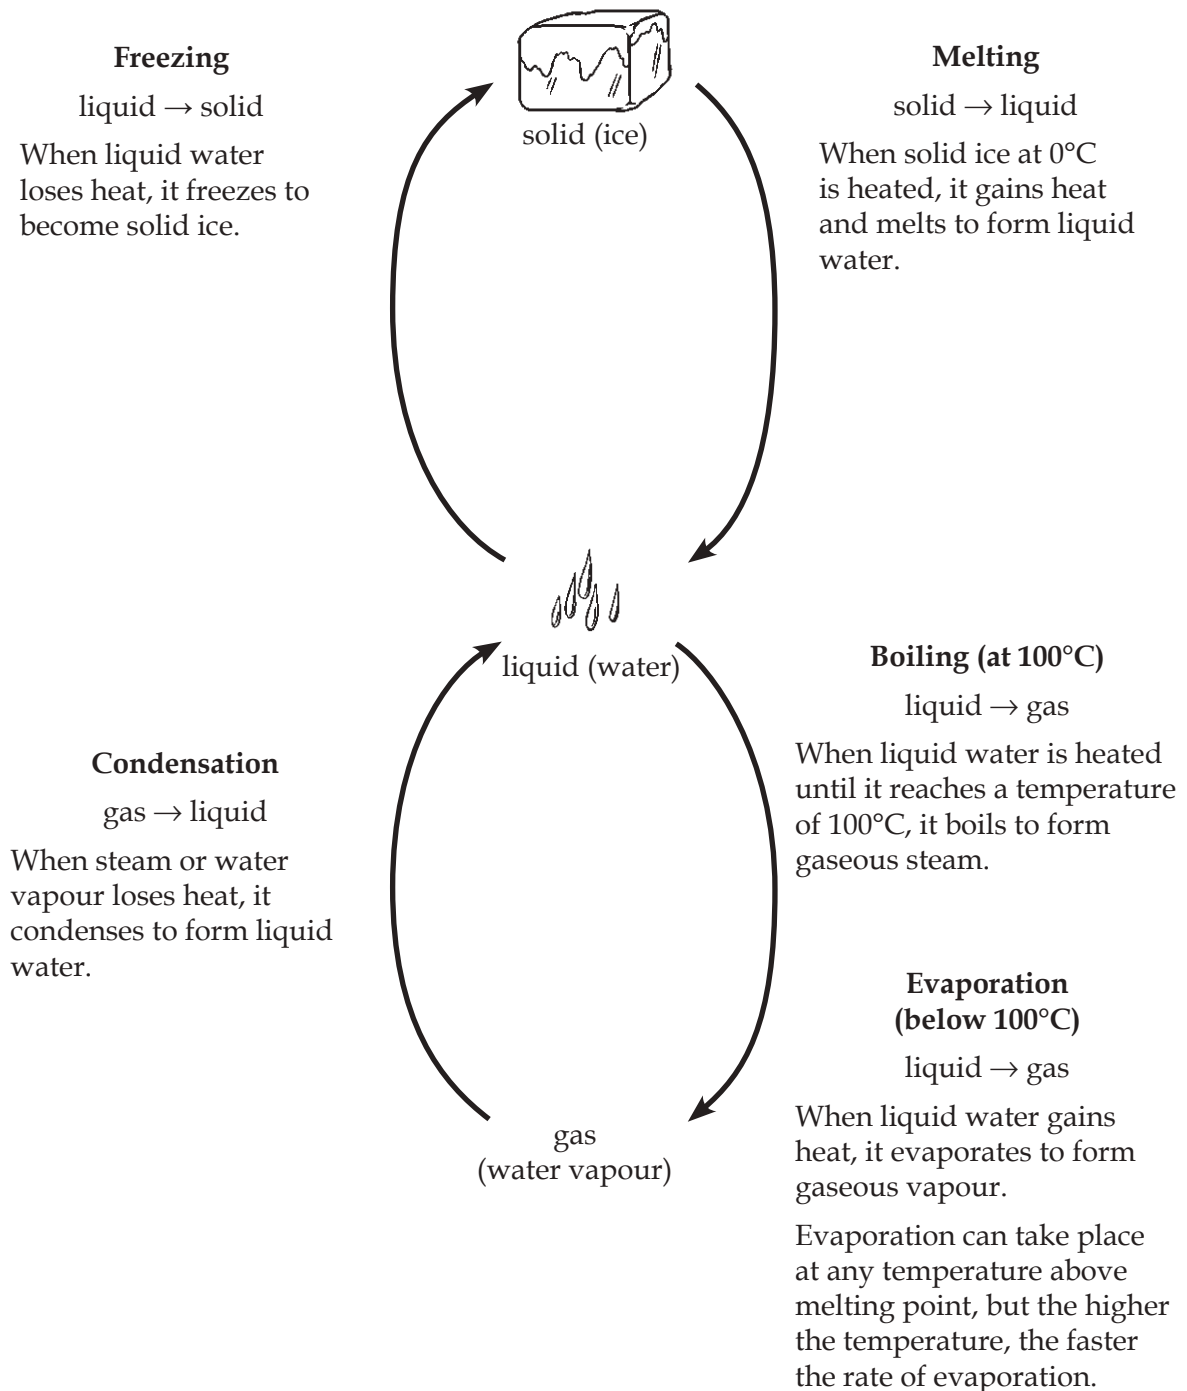 Freezing
liquid → solid
When liquid water
loses heat, it freezes to
become solid ice.
solid (ice)
Melting
solid → liquid
When solid ice at 0°C
is heated, it gains heat
and melts to form liquid
water.
liquid (water)
Condensation
gas → liquid
When steam or water
vapour loses heat, it
condenses to form liquid
water.
Boiling (at 100°C)
liquid → gas
When liquid water is heated
until it reaches a temperature
of 100°C, it boils to form
gaseous steam.
gas
(water vapour)
Evaporation
(below 100°C)
liquid → gas
When liquid water gains
heat, it evaporates to form
gaseous vapour.
Evaporation can take place
at any temperature above
melting point, but the higher
the temperature, the faster
the rate of evaporation.